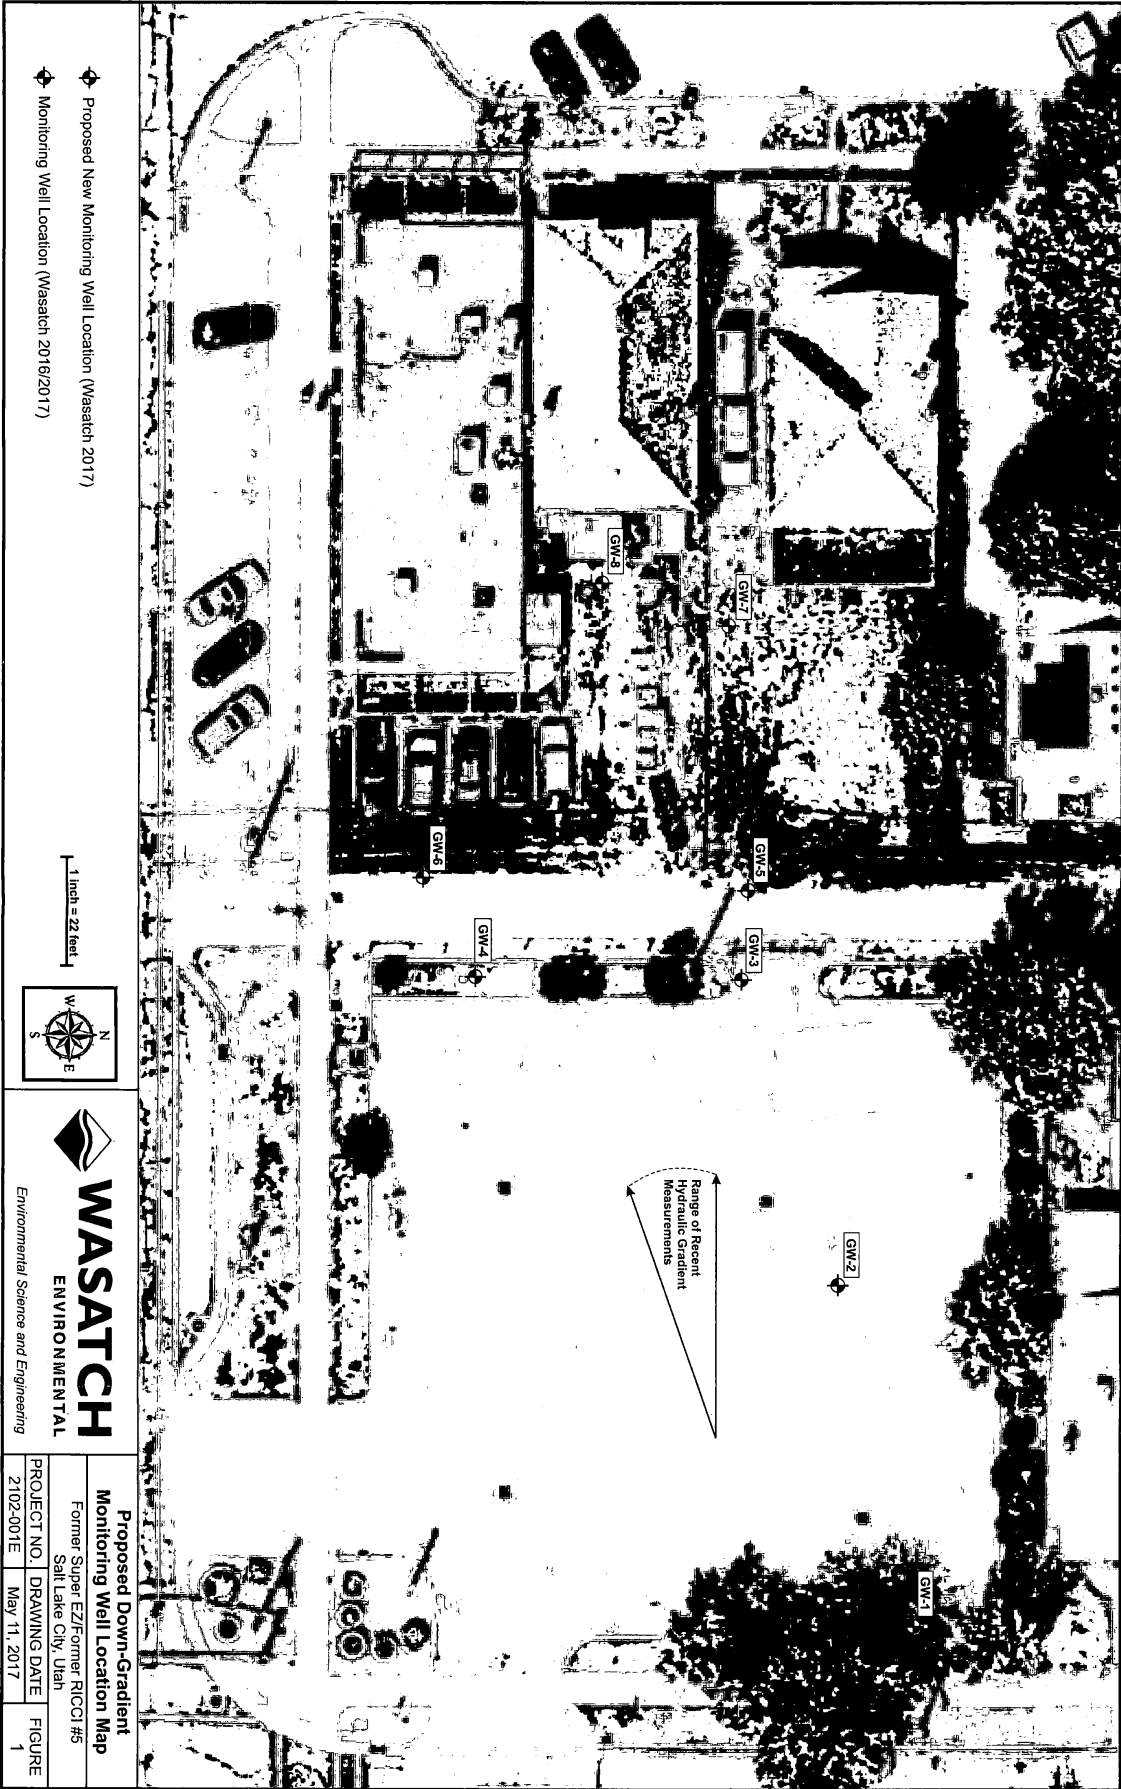 GW-1
GW-2
GW-3
GW-4
GW-5
GW-6
GW-7
GW-8
Range of Recent
Hydraulic Gradient
Measurements
Proposed New Monitoring Well Location (Wasatch 2017)
Monitoring Well Location (Wasatch 2016/2017)
1 inch = 22 feet
N
W
E
S
WASATCH
ENVIRONMENTAL
Environmental Science and Engineering
Proposed Down-Gradient
Monitoring Well Location Map
Former Super EZ/Former RICCI #5
Salt Lake City, Utah
PROJECT NO.
2102-001E
DRAWING DATE
May 11, 2017
FIGURE
1